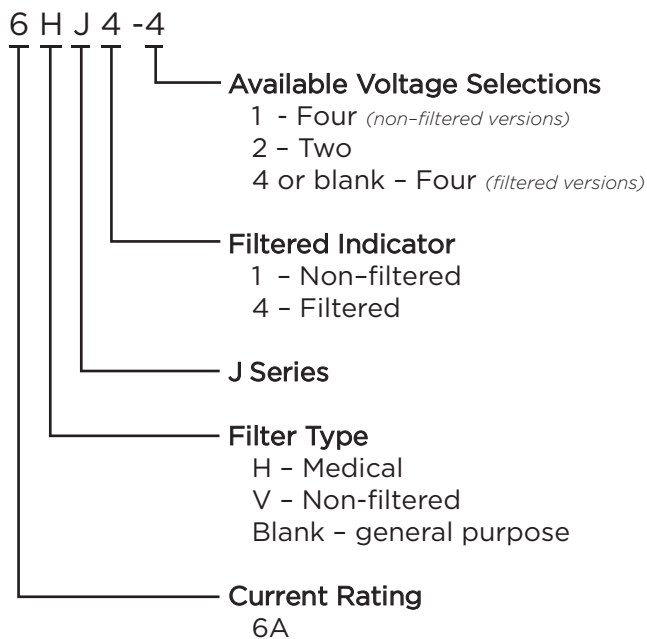 6 H J 4 -4
Available Voltage Selections
1 - Four (non–filtered versions)
2 – Two
4 or blank – Four (filtered versions)
Filtered Indicator
1 – Non–filtered
4 – Filtered
J Series
Filter Type
H – Medical
V – Non-filtered
Blank – general purpose
Current Rating
6A